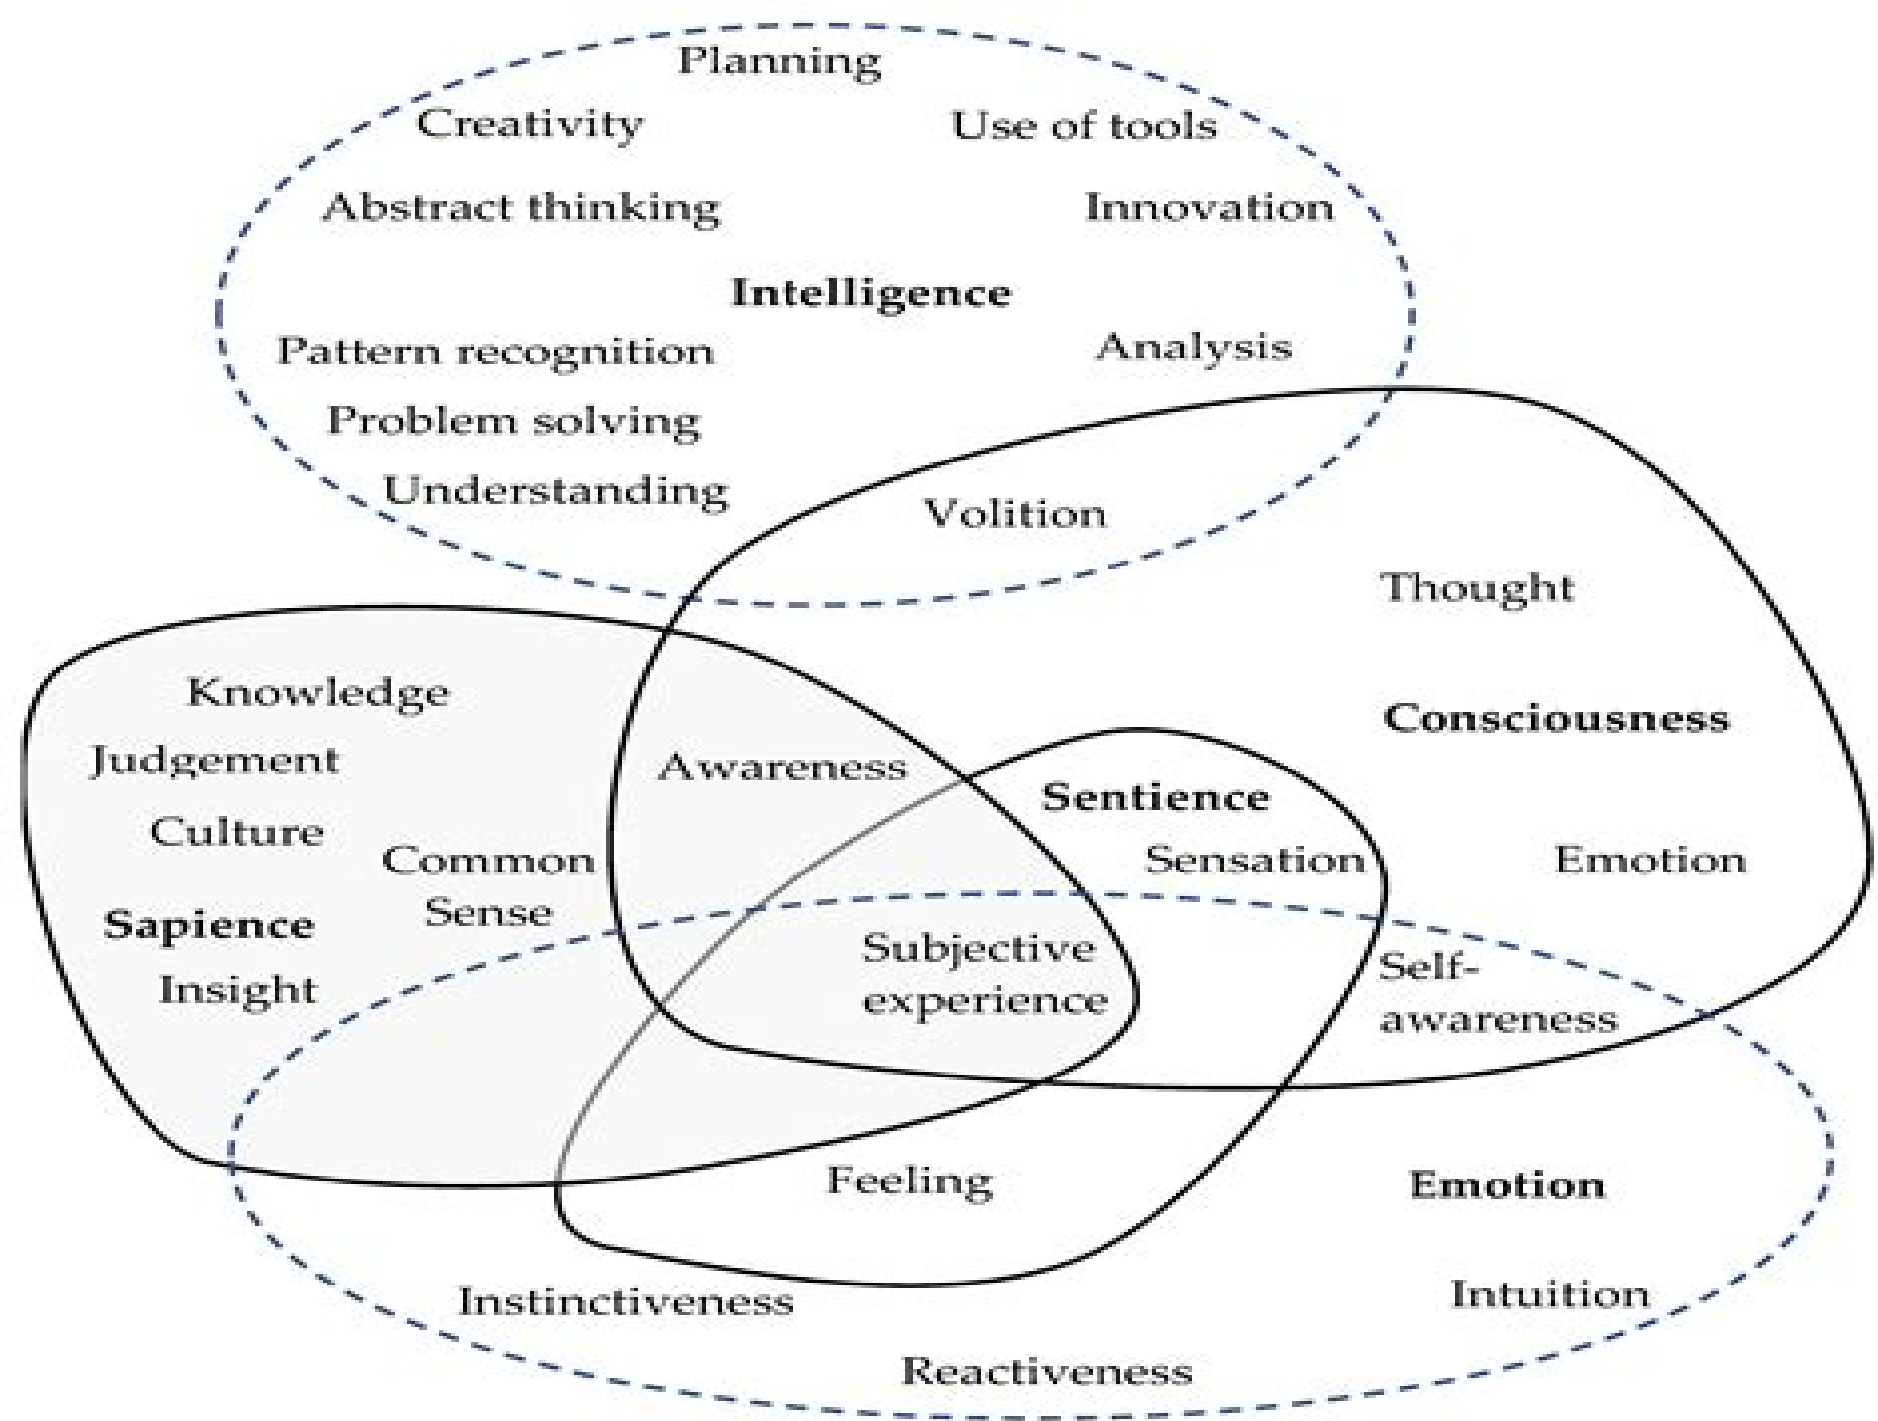 Planning
Creativity
Use of tools
Abstract thinking
Innovation
Intelligence
Pattern recognition
Analysis
Problem solving
Understanding
Volition
Thought
Knowledge
Consciousness
Judgement
Awareness
Sentience
Culture
Common
Sense
Sensation
Emotion
Sapience
Insight
Subjective
experience
Self-
awareness
Feeling
Emotion
Instinctiveness
Intuition
Reactiveness